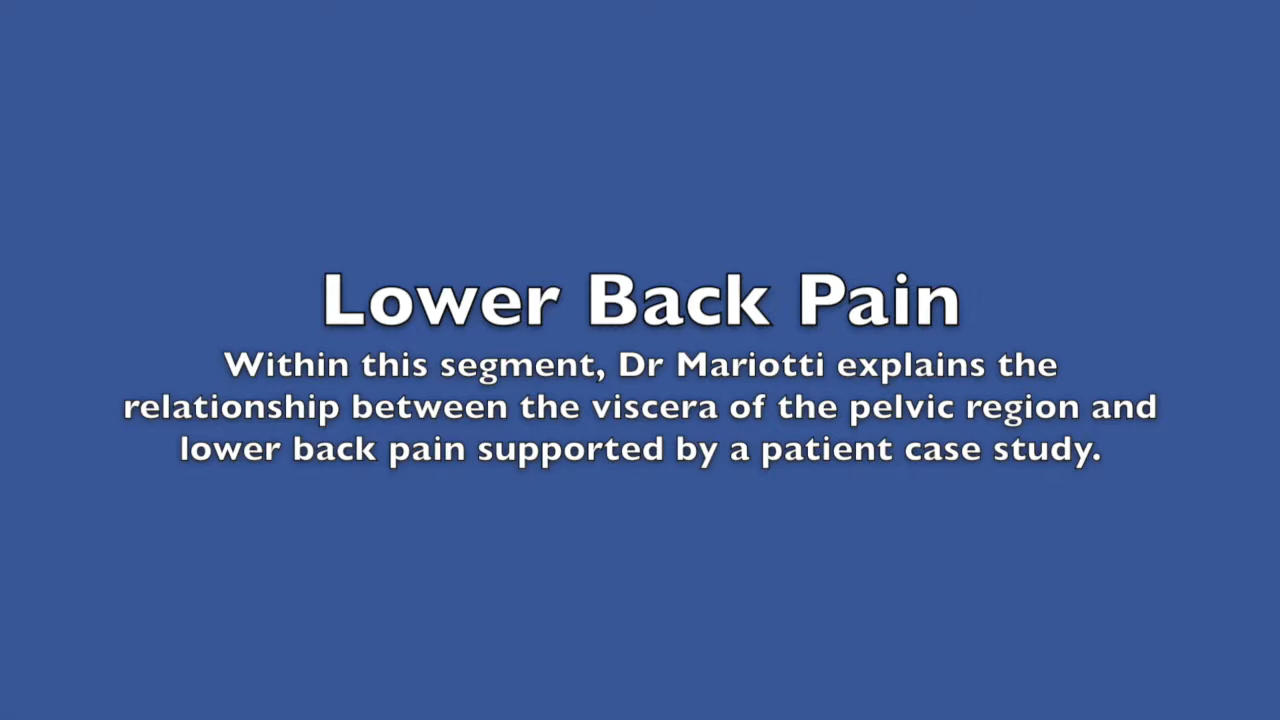 Lower Back Pain
Within this segment, Dr Mariotti explains the
relationship between the viscera of the pelvic region and
lower back pain supported by a patient case study.